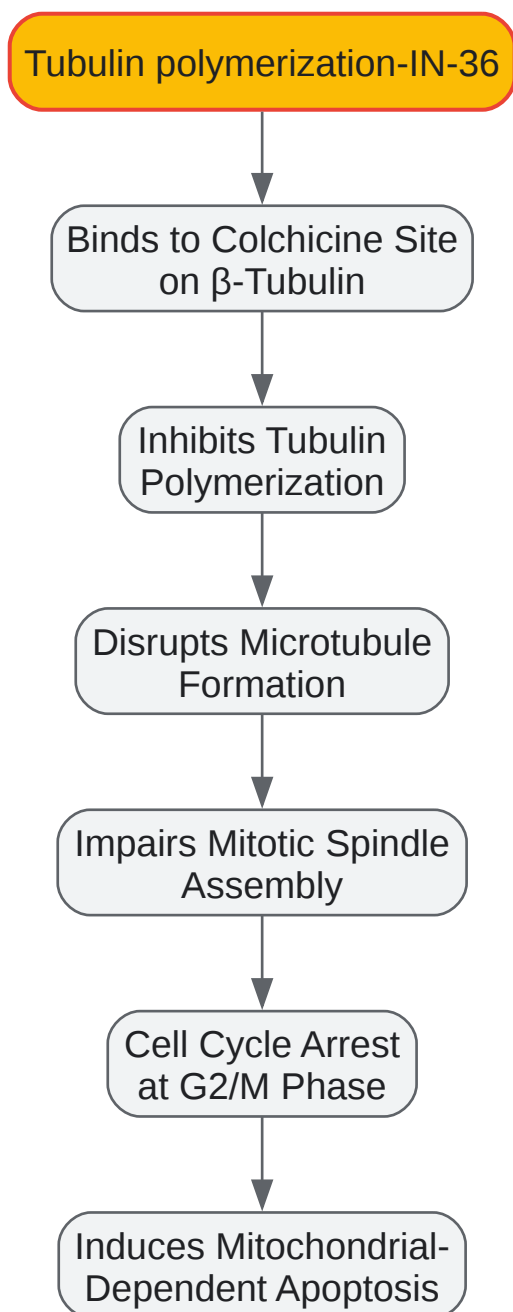 Tubulin polymerization-IN-36
Binds to Colchicine Site
on β-Tubulin
Inhibits Tubulin
Polymerization
Disrupts Microtubule
Formation
Impairs Mitotic Spindle
Assembly
Cell Cycle Arrest
at G2/M Phase
Induces Mitochondrial-
Dependent Apoptosis